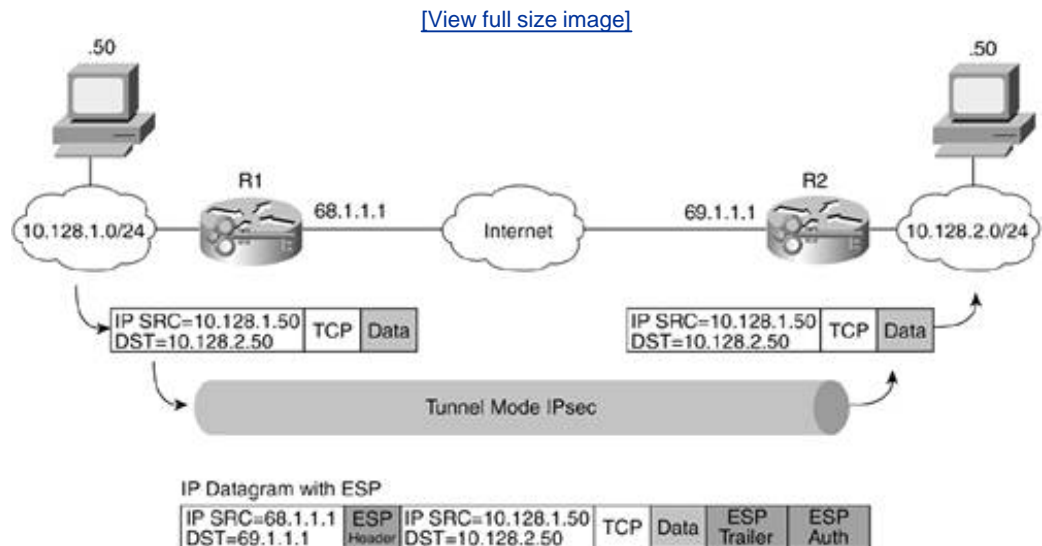 [View full size image]
.50
.50
R1
R2
10.128.1.0/24
68.1.1.1
Internet
69.1.1.1
10.128.2.0/24
IP SRC=10.128.1.50
DST=10.128.2.50
TCP
Data
IP SRC=10.128.1.50
DST=10.128.2.50
TCP
Data
Tunnel Mode IPsec
IP Datagram with ESP
IP SRC=68.1.1.1
DST=69.1.1.1
ESP
Header
IP SRC=10.128.1.50
DST=10.128.2.50
TCP
Data
ESP
Trailer
ESP
Auth